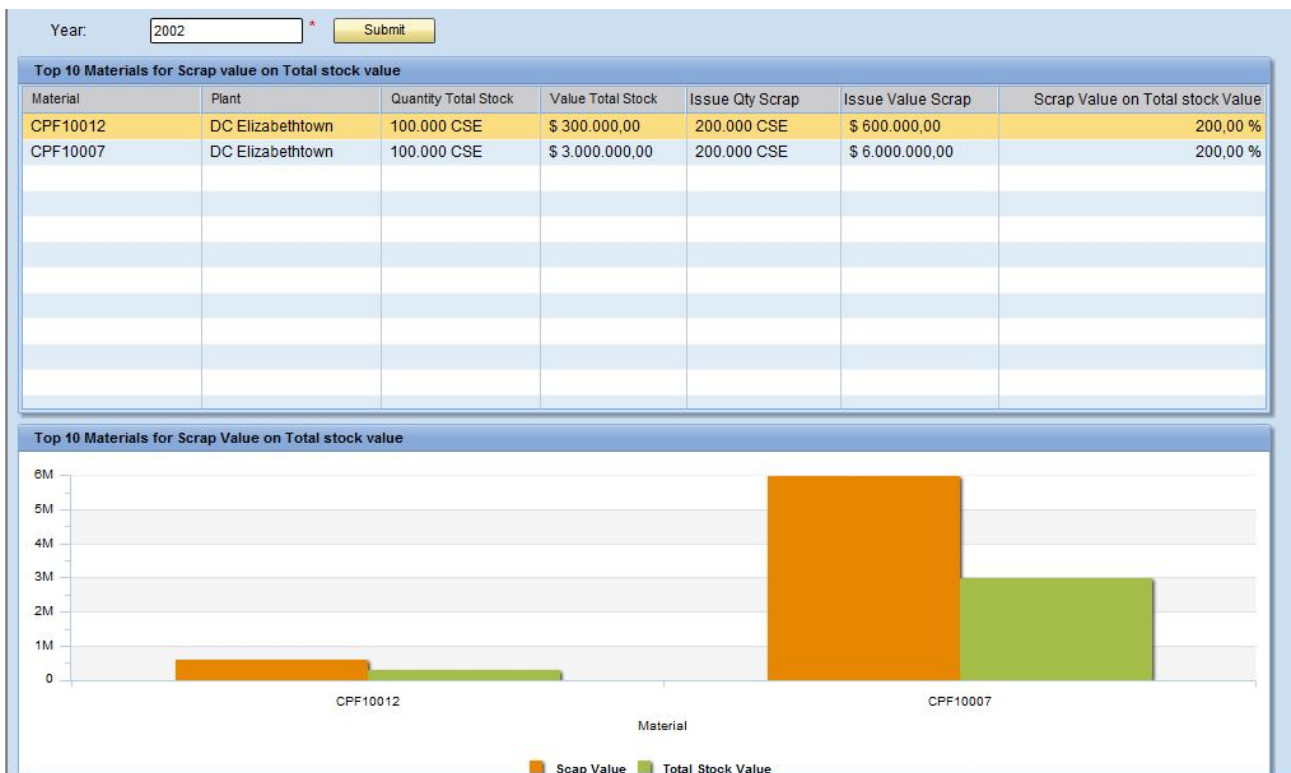 Year: 2002 * Submit
Top 10 Materials for Scrap value on Total stock value
Material Plant Quantity Total Stock Value Total Stock Issue Qty Scrap Issue Value Scrap Scrap Value on Total stock Value
CPF10012 DC Elizabethtown 100.000 CSE $ 300.000,00 200.000 CSE $ 600.000,00 200,00 %
CPF10007 DC Elizabethtown 100.000 CSE $ 3.000.000,00 200.000 CSE $ 6.000.000,00 200,00 %
Top 10 Materials for Scrap Value on Total stock value
6M
5M
4M
3M
2M
1M
0
CPF10012 CPF10007
Material
Scap Value Total Stock Value